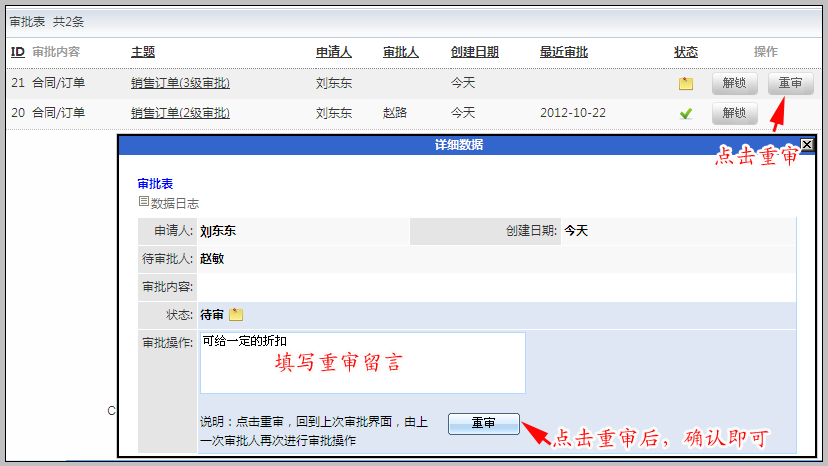 审批表 共2条
ID 审批内容 主题 申请人 审批人 创建日期 最近审批 状态 操作
21 合同/订单 销售订单(3级审批) 刘东东 今天 解锁 重审
20 合同/订单 销售订单(2级审批) 刘东东 赵路 今天 2012-10-22 解锁
点击重审
详细数据
审批表
数据日志
申请人: 刘东东 创建日期: 今天
待审批人: 赵敏
审批内容:
状态: 待审
审批操作: 可给一定的折扣
填写重审留言
说明：点击重审，回到上次审批界面，由上
一次审批人再次进行审批操作
重审
点击重审后，确认即可
C